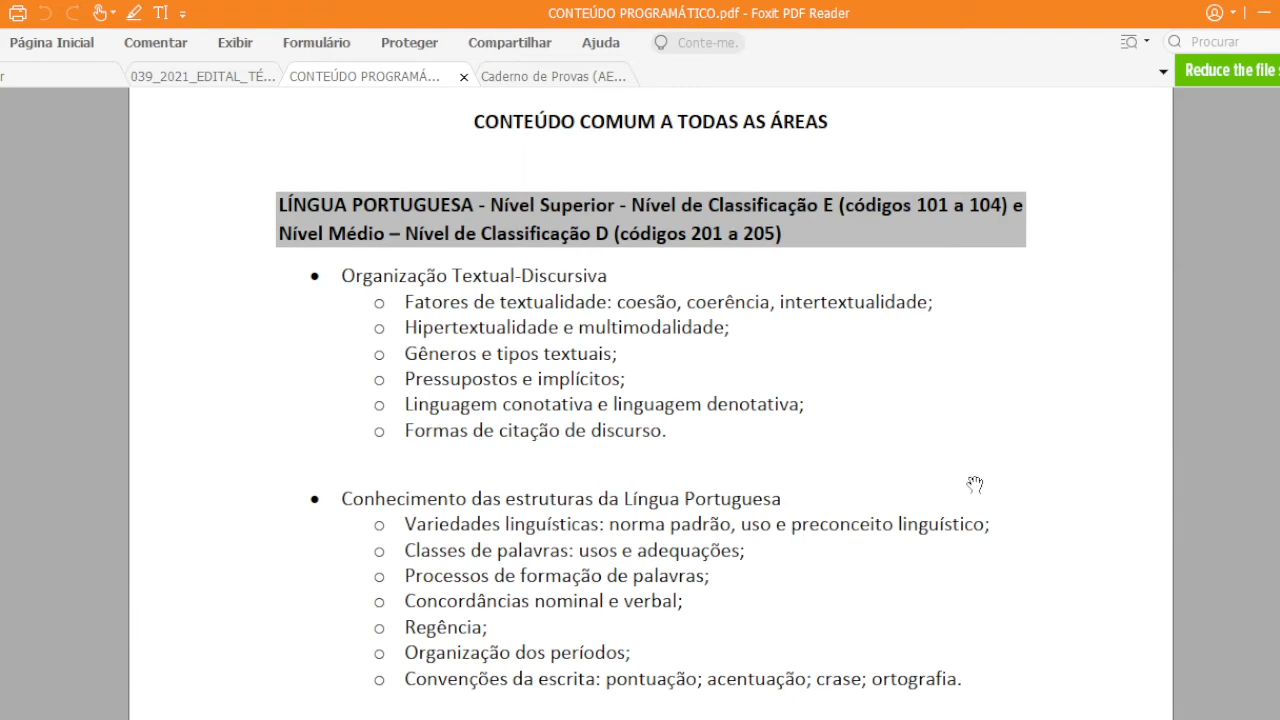 CONTEÚDO PROGRAMÁTICO.pdf - Foxit PDF Reader
Página Inicial Comentar Exibir Formulário Proteger Compartilhar Ajuda Conte-me. Procurar
r 039_2021_EDITAL_TÉ... CONTEÚDO PROGRAMÁ... × Caderno de Provas (AE... Reduce the file
CONTEÚDO COMUM A TODAS AS ÁREAS
LÍNGUA PORTUGUESA - Nível Superior - Nível de Classificação E (códigos 101 a 104) e
Nível Médio – Nível de Classificação D (códigos 201 a 205)
• Organização Textual-Discursiva
o Fatores de textualidade: coesão, coerência, intertextualidade;
o Hipertextualidade e multimodalidade;
o Gêneros e tipos textuais;
o Pressupostos e implícitos;
o Linguagem conotativa e linguagem denotativa;
o Formas de citação de discurso.
• Conhecimento das estruturas da Língua Portuguesa
o Variedades linguísticas: norma padrão, uso e preconceito linguístico;
o Classes de palavras: usos e adequações;
o Processos de formação de palavras;
o Concordâncias nominal e verbal;
o Regência;
o Organização dos períodos;
o Convenções da escrita: pontuação; acentuação; crase; ortografia.